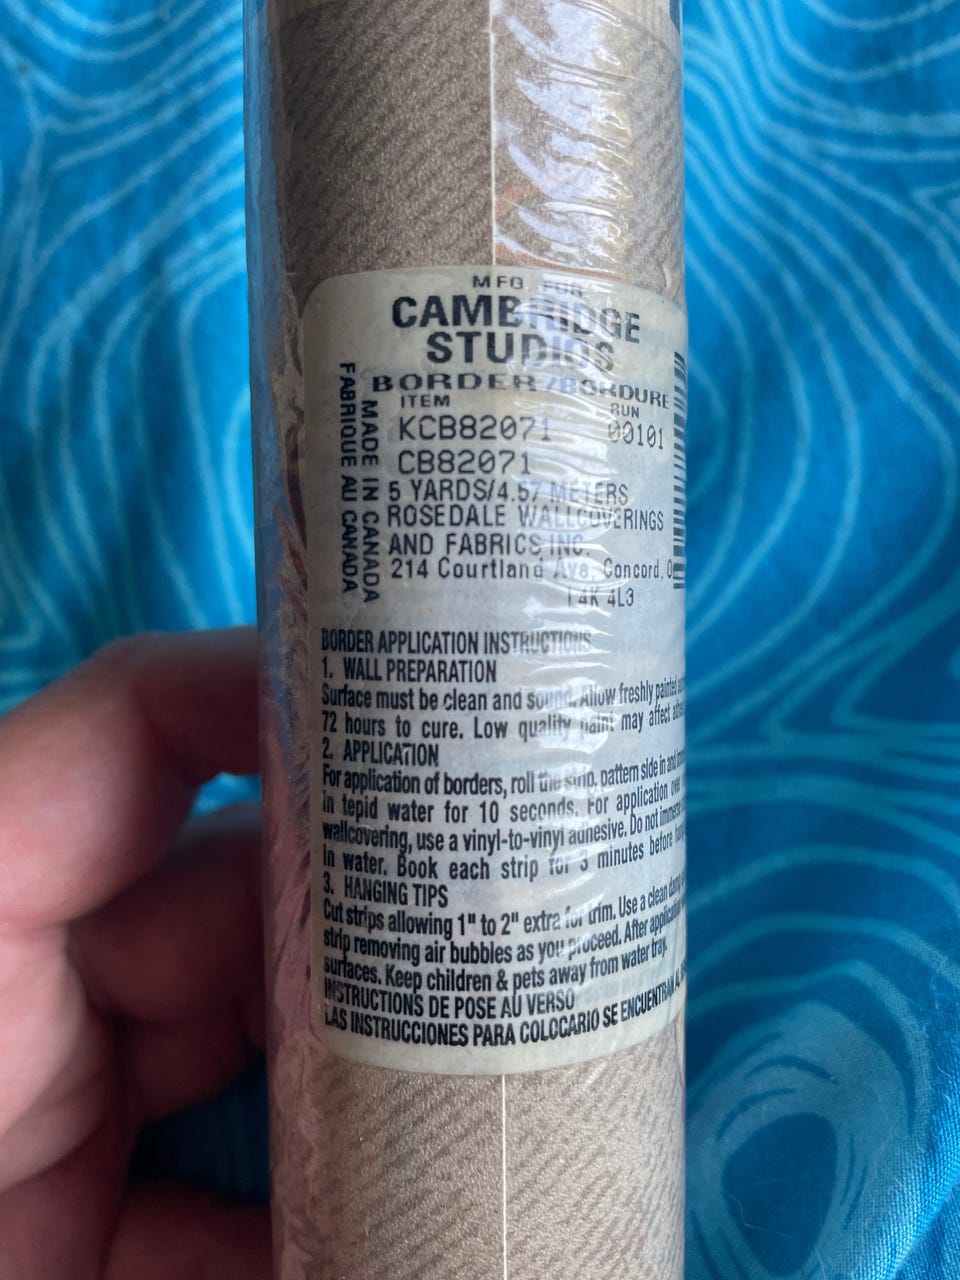 MFG. FOR
CAMBRIDGE
STUDIOS
BORDER/BORDURE
ITEM RUN
KCB82071 00101
CB82071
5 YARDS/4.57 METERS
ROSEDALE WALLCOVERINGS
AND FABRICS INC.
214 Courtland Ave, Concord,
L4K 4L3
MADE IN CANADA
FABRIQUE AU CANADA
BORDER APPLICATION INSTRUCTIONS
1. WALL PREPARATION
Surface must be clean and sound. Allow freshly painted
72 hours to cure. Low quality paint may affect
2. APPLICATION
For application of borders, roll the strip, pattern side in and
in tepid water for 10 seconds. For application over
wallcovering, use a vinyl-to-vinyl adhesive. Do not immerse
in water. Book each strip for 3 minutes before
3. HANGING TIPS
Cut strips allowing 1" to 2" extra for trim. Use a clean damp
strip removing air bubbles as you proceed. After application
surfaces. Keep children & pets away from water tray.
INSTRUCTIONS DE POSE AU VERSO
LAS INSTRUCCIONES PARA COLOCARIO SE ENCUENTRAN AL